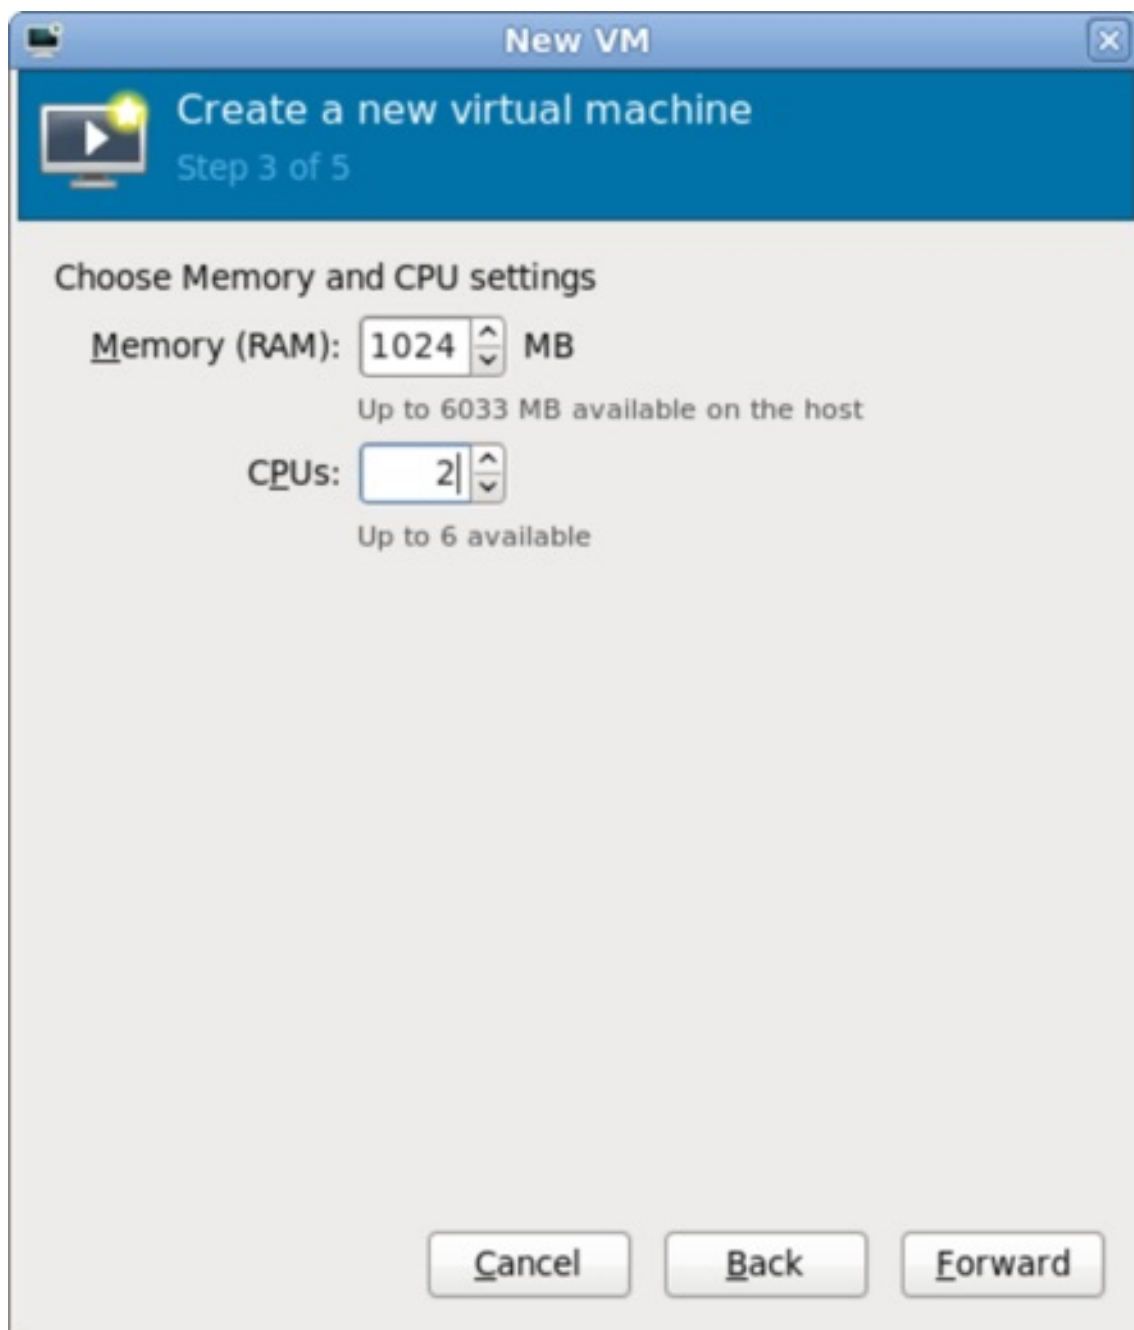 New VM
Create a new virtual machine
Step 3 of 5
Choose Memory and CPU settings
Memory (RAM): 1024 MB
Up to 6033 MB available on the host
CPUs: 2
Up to 6 available
Cancel Back Forward